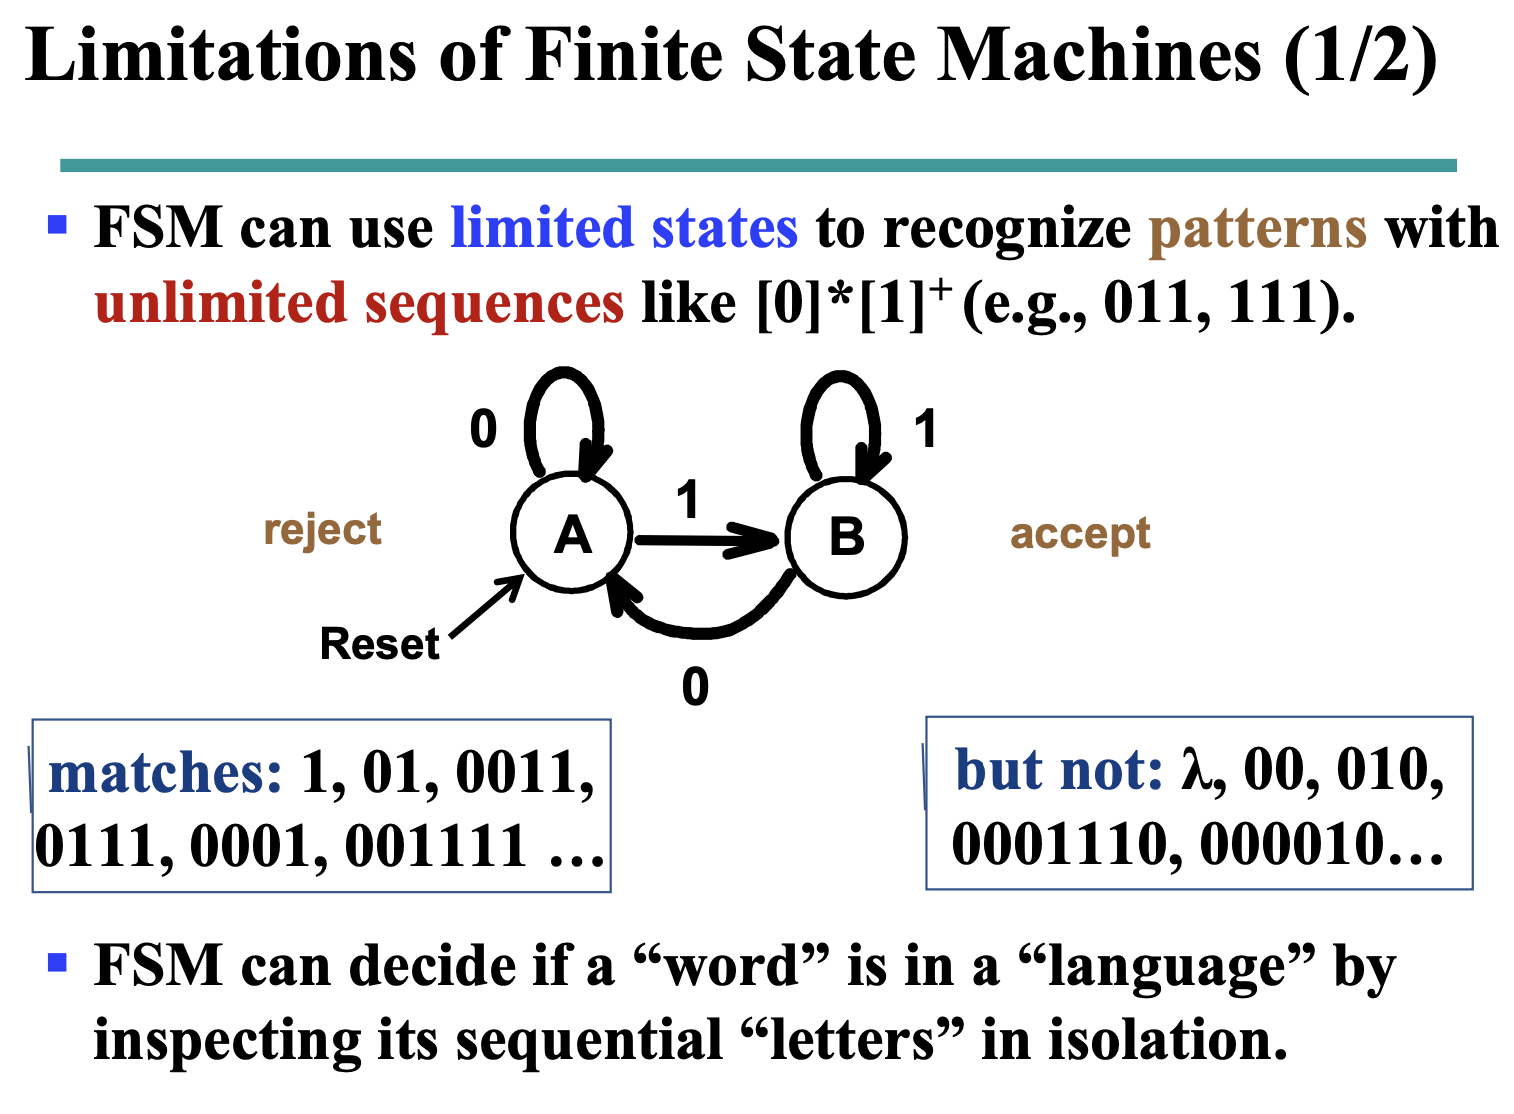 Limitations of Finite State Machines (1/2)
▪ FSM can use limited states to recognize patterns with
unlimited sequences like [0]*[1]⁺ (e.g., 011, 111).
0
1
1
reject
A
B
accept
Reset
0
matches: 1, 01, 0011,
0111, 0001, 001111 …
but not: λ, 00, 010,
0001110, 000010…
▪ FSM can decide if a “word” is in a “language” by
inspecting its sequential “letters” in isolation.